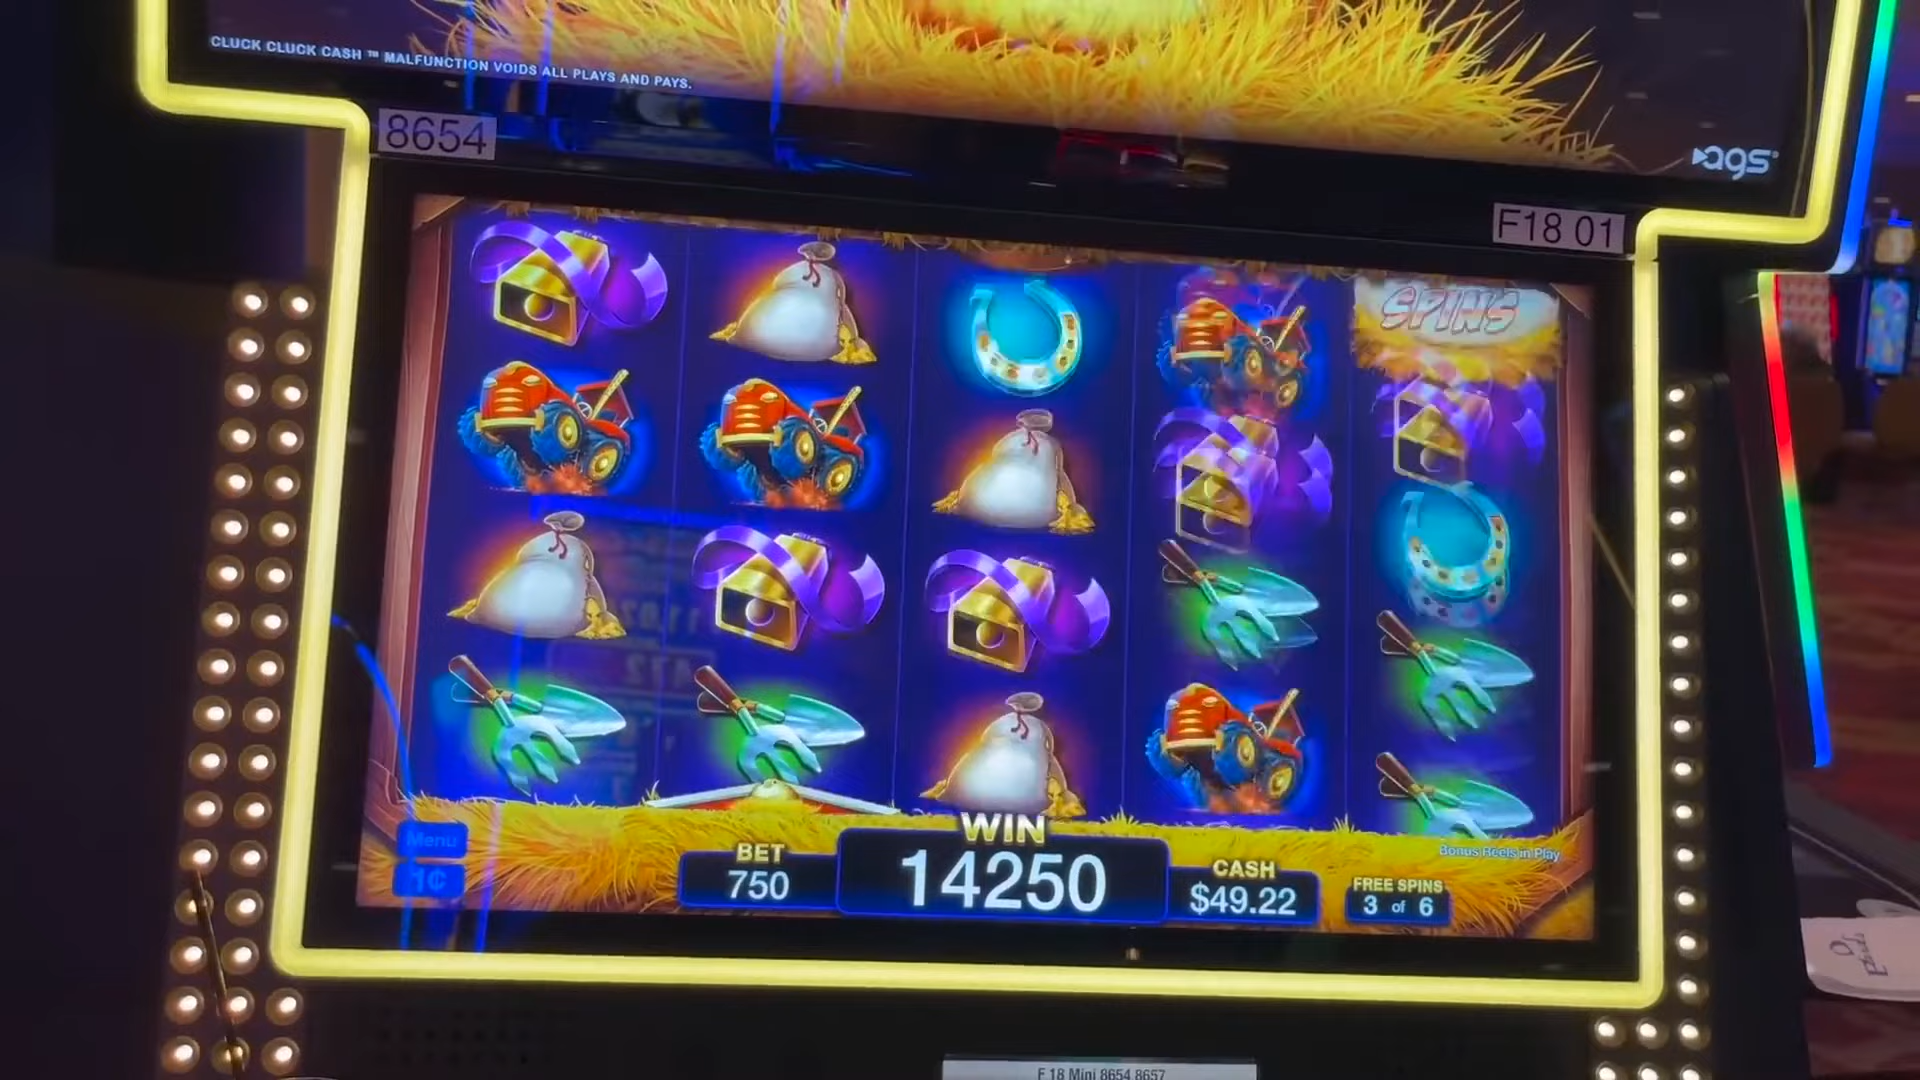 CLUCK CLUCK CASH ™ MALFUNCTION VOIDS ALL PLAYS AND PAYS.
ags
8654
F18 01
SPINS
Menu
1¢
BET
750
WIN
14250
CASH
$49.22
Bonus Reels in Play
FREE SPINS
3 of 6
F 18 Mini 8654 8657